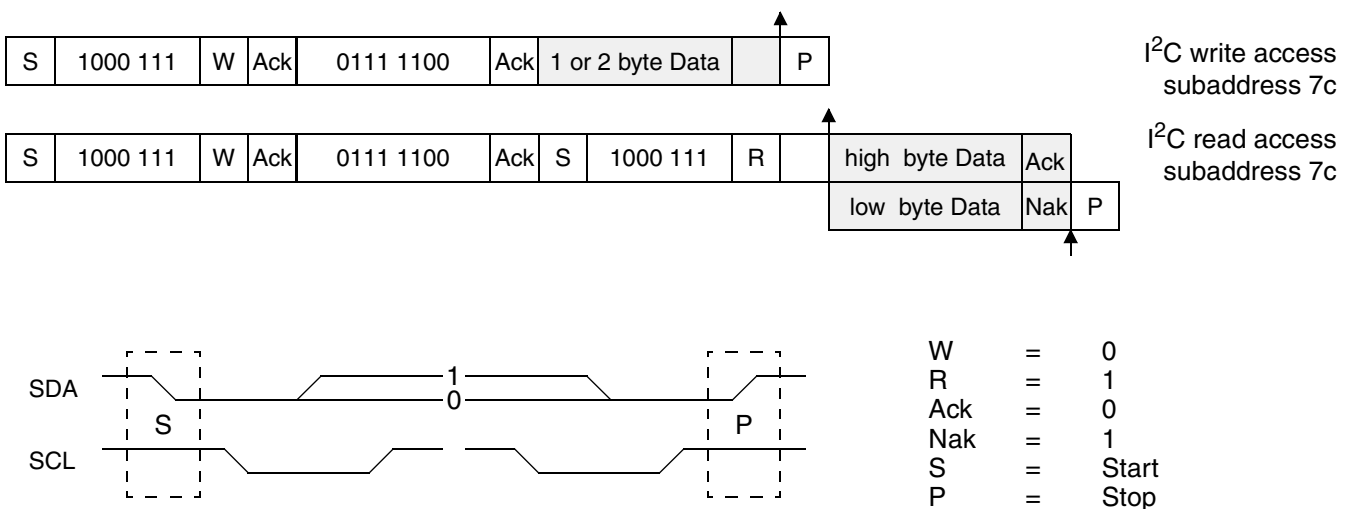 S 1000 111 W Ack 0111 1100 Ack 1 or 2 byte Data P
I²C write access
subaddress 7c
S 1000 111 W Ack 0111 1100 Ack S 1000 111 R high byte Data Ack
I²C read access
subaddress 7c
low byte Data Nak P
SDA 1
0
S P
SCL
W = 0
R = 1
Ack = 0
Nak = 1
S = Start
P = Stop